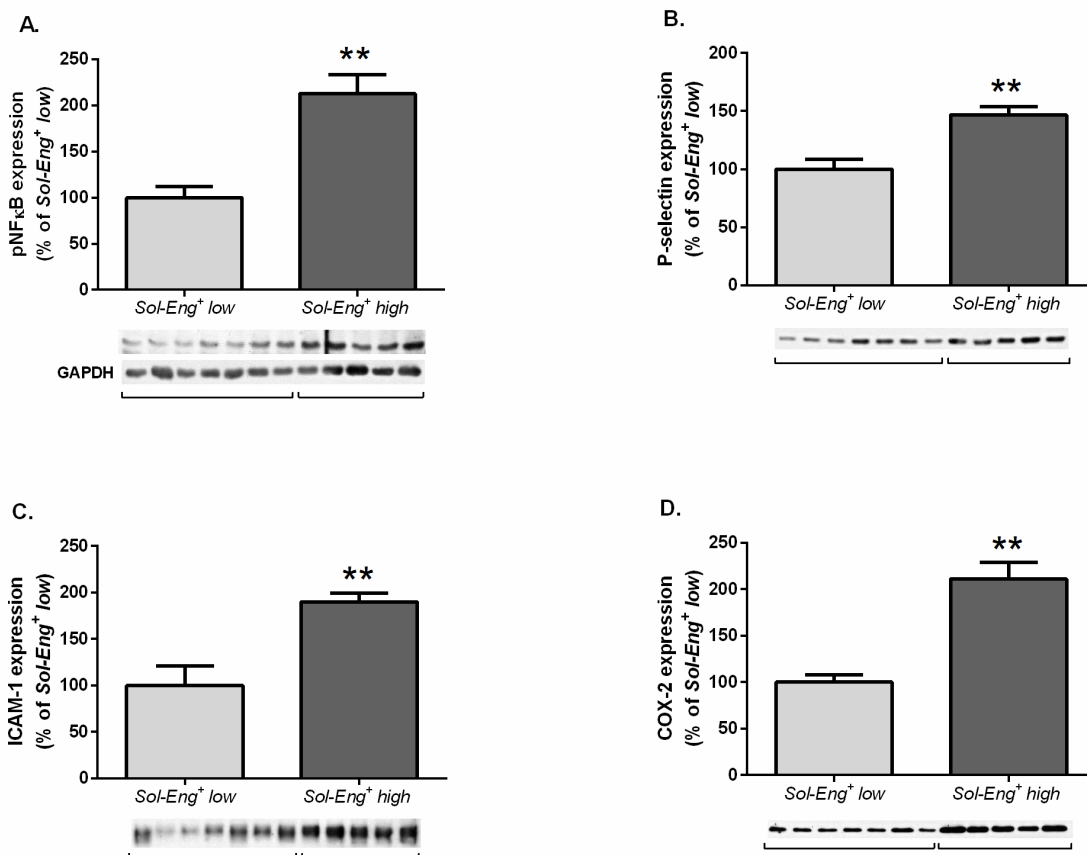 A.
pNFκB expression
(% of Sol-Eng+ low)
250
200
150
100
50
0
**
Sol-Eng+ low
Sol-Eng+ high
GAPDH
B.
P-selectin expression
(% of Sol-Eng+ low)
200
150
100
50
0
**
Sol-Eng+ low
Sol-Eng+ high
C.
ICAM-1 expression
(% of Sol-Eng+ low)
250
200
150
100
50
0
**
Sol-Eng+ low
Sol-Eng+ high
D.
COX-2 expression
(% of Sol-Eng+ low)
250
200
150
100
50
0
**
Sol-Eng+ low
Sol-Eng+ high